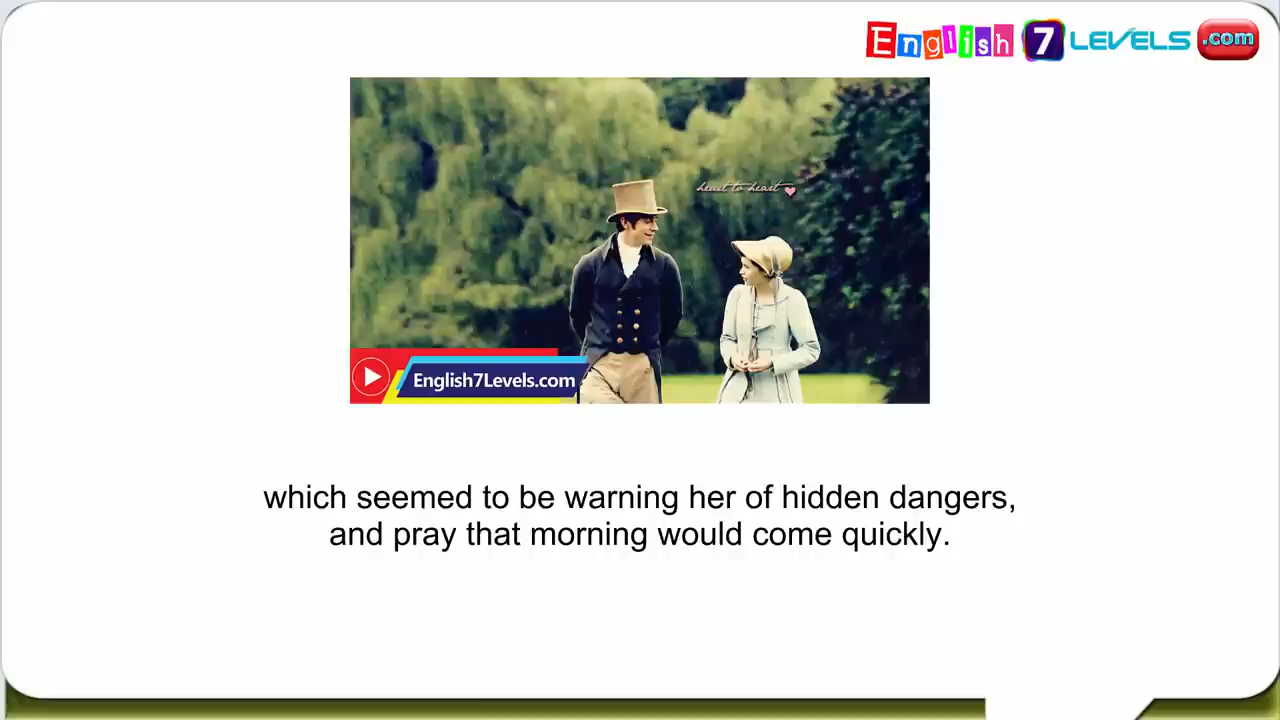 English 7 LEVELS .com
heart to heart
English7Levels.com
which seemed to be warning her of hidden dangers,
and pray that morning would come quickly.